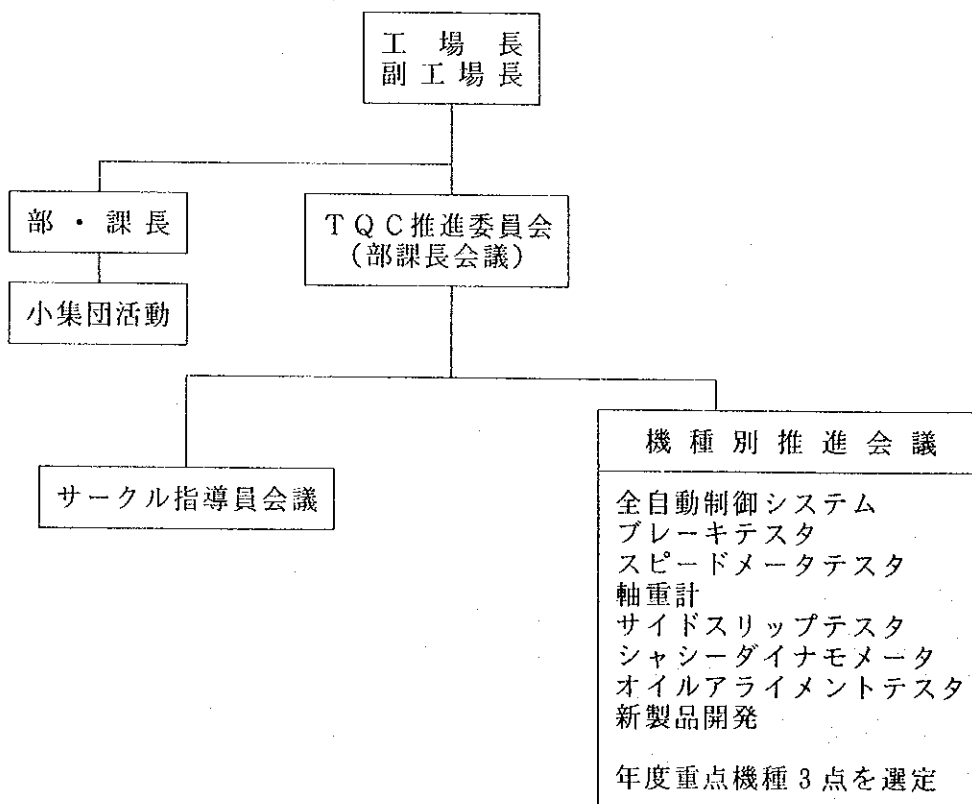 工場長
副工場長
部・課長
TQC推進委員会
(部課長会議)
小集団活動
サークル指導員会議
機種別推進会議
全自動制御システム
ブレーキテスタ
スピードメータテスタ
軸重計
サイドスリップテスタ
シャシーダイナモメータ
オイルアライメントテスタ
新製品開発
年度重点機種3点を選定